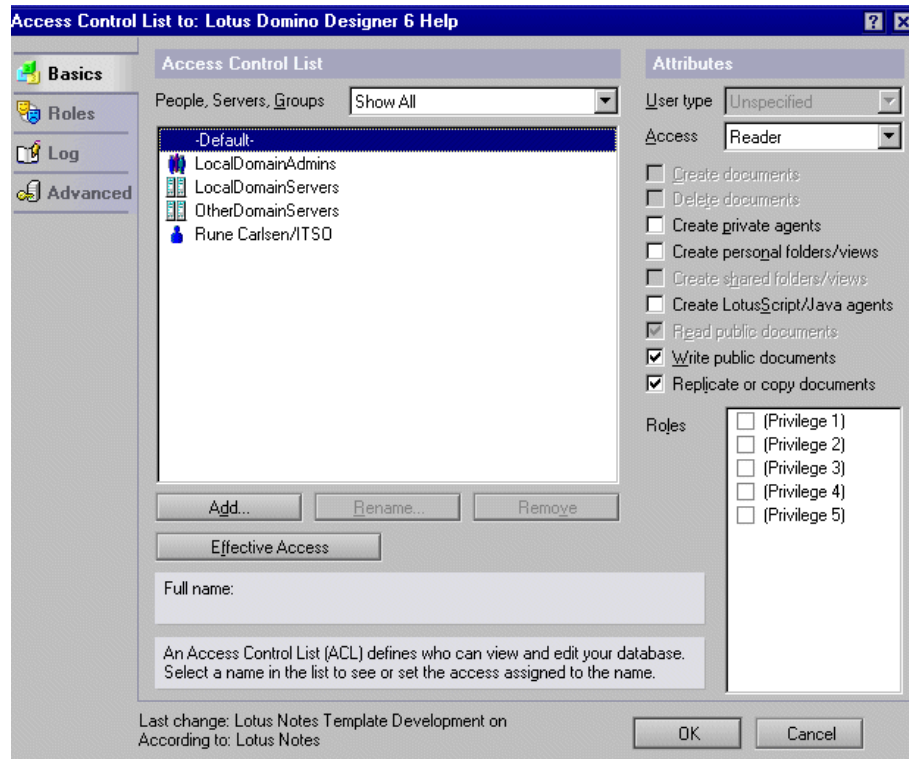 Access Control List to: Lotus Domino Designer 6 Help
Basics
Roles
Log
Advanced
Access Control List
People, Servers, Groups
Show All
-Default-
LocalDomainAdmins
LocalDomainServers
OtherDomainServers
Rune Carlsen/ITSO
Add...
Rename...
Remove
Effective Access
Full name:
An Access Control List (ACL) defines who can view and edit your database.
Select a name in the list to see or set the access assigned to the name.
Attributes
User type
Unspecified
Access
Reader
Create documents
Delete documents
Create private agents
Create personal folders/views
Create shared folders/views
Create LotusScript/Java agents
Read public documents
Write public documents
Replicate or copy documents
Roles
(Privilege 1)
(Privilege 2)
(Privilege 3)
(Privilege 4)
(Privilege 5)
Last change: Lotus Notes Template Development on
According to: Lotus Notes
OK
Cancel